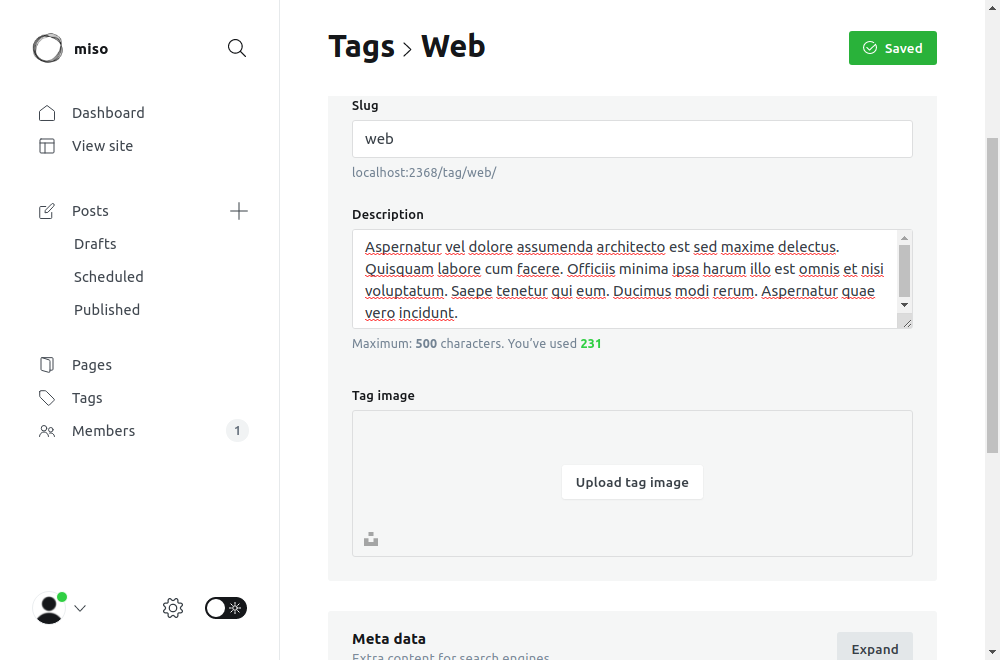 miso
Dashboard
View site
Posts
Drafts
Scheduled
Published
Pages
Tags
Members 1
Tags > Web
Saved
Slug
web
localhost:2368/tag/web/
Description
Aspernatur vel dolore assumenda architecto est sed maxime delectus.
Quisquam labore cum facere. Officiis minima ipsa harum illo est omnis et nisi
voluptatum. Saepe tenetur qui eum. Ducimus modi rerum. Aspernatur quae
vero incidunt.
Maximum: 500 characters. You've used 231
Tag image
Upload tag image
Meta data
Extra content for search engines
Expand